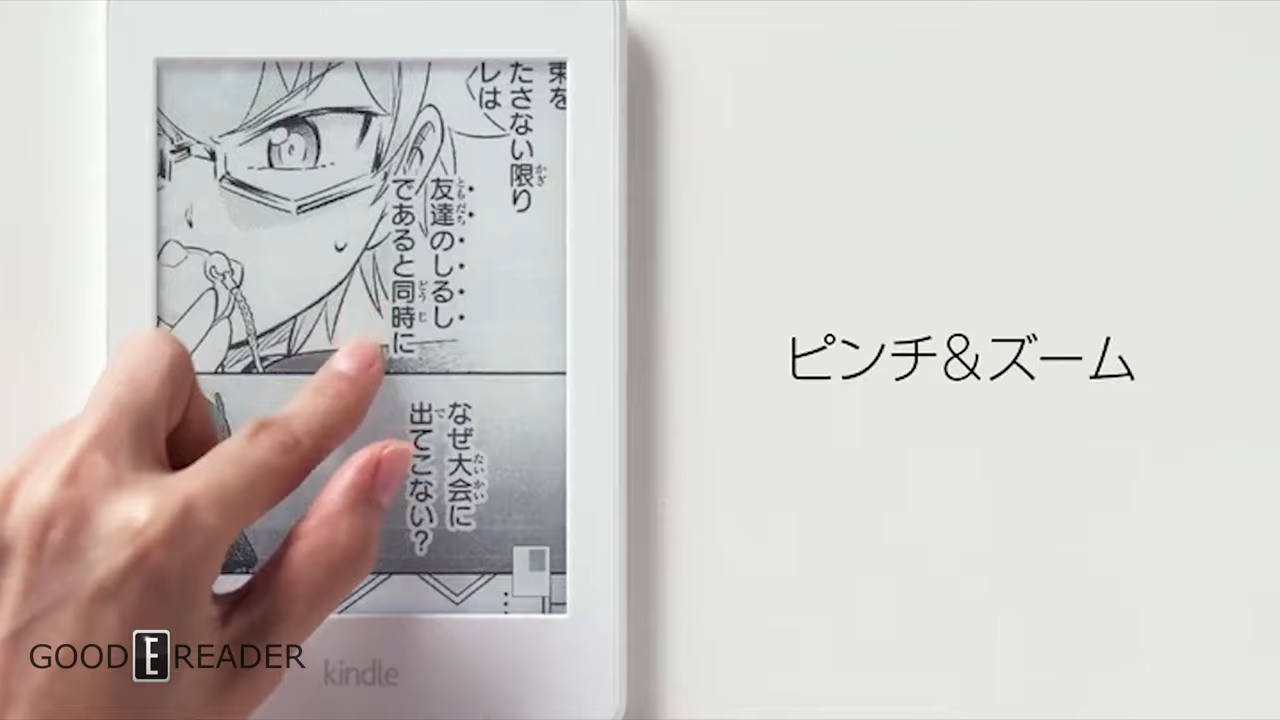 束を
たさない限り
レは
友達のしるし
であると同時に
なぜ大会に
出てこない?
ピンチ&ズーム
GOOD E READER
kindle